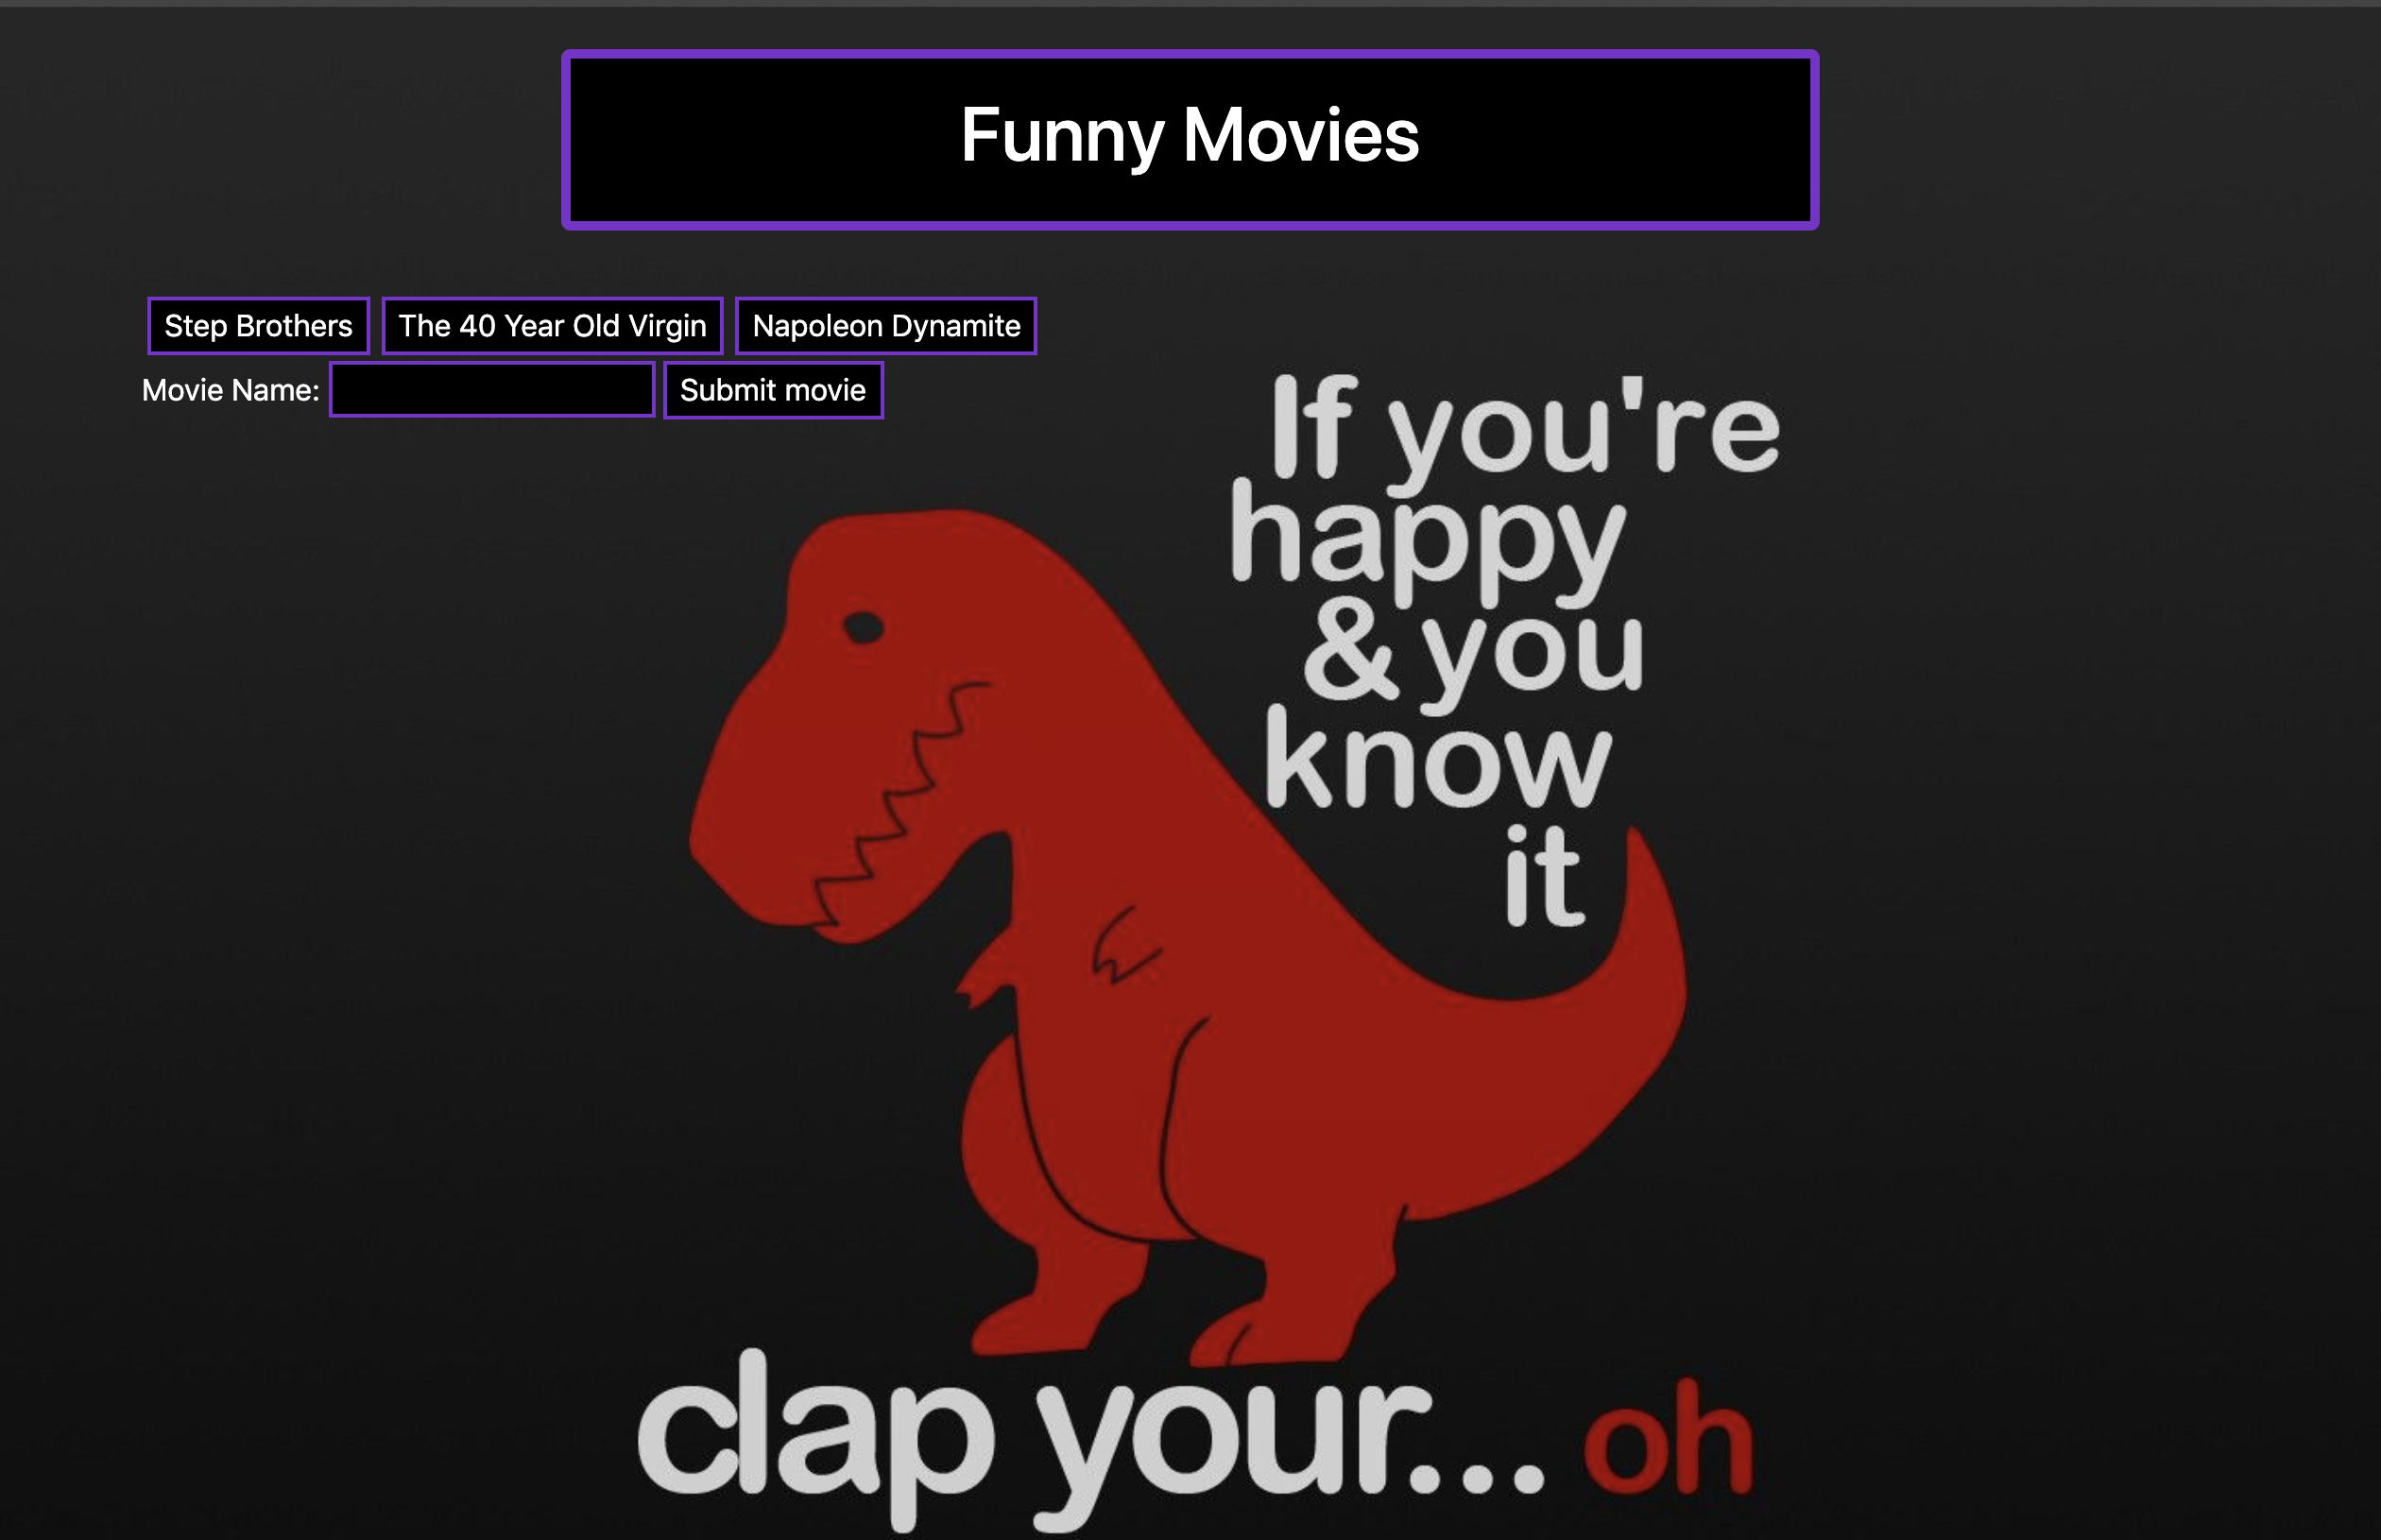 Funny Movies
Step Brothers The 40 Year Old Virgin Napoleon Dynamite
Movie Name: Submit movie
If you're
happy
& you
know
it
clap your... oh